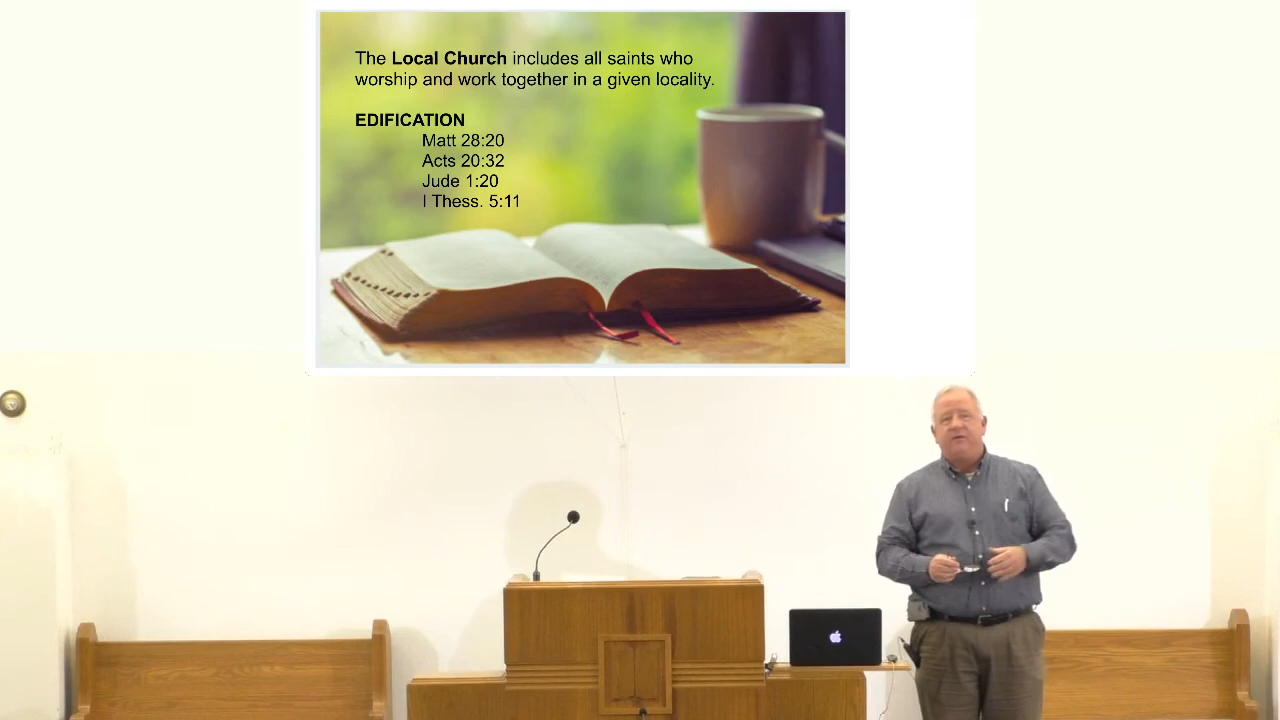 The Local Church includes all saints who
worship and work together in a given locality.
EDIFICATION
Matt 28:20
Acts 20:32
Jude 1:20
I Thess. 5:11